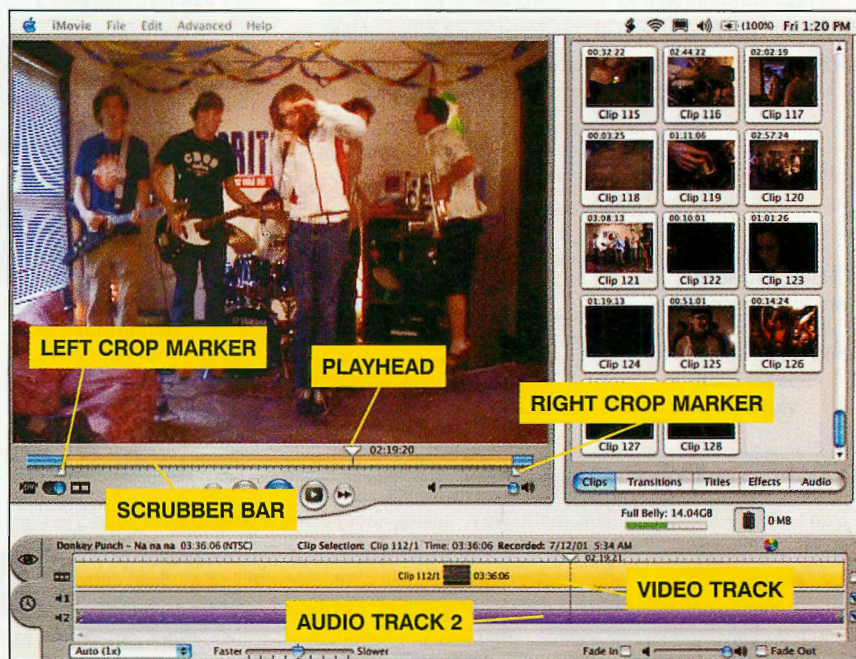 iMovie File Edit Advanced Help
(100%) Fri 1:20 PM
00:32:22 02:44:22 02:02:19
Clip 115 Clip 116 Clip 117
00:03:25 01:11:06 02:57:24
Clip 118 Clip 119 Clip 120
03:08:13 00:10:01 01:01:26
Clip 121 Clip 122 Clip 123
01:19:13 00:51:01 00:14:24
Clip 124 Clip 125 Clip 126
Clip 127 Clip 128
LEFT CROP MARKER
PLAYHEAD
RIGHT CROP MARKER
02:19:20
SCRUBBER BAR
Clips Transitions Titles Effects Audio
Full Belly: 14.04GB
0 MB
Donkey Punch – Na na na 03:36:06 (NTSC) Clip Selection: Clip 112/1 Time: 03:36:06 Recorded: 7/12/01 5:34 AM
02:19:21
Clip 112/1 03:36:06
VIDEO TRACK
1
2
AUDIO TRACK 2
Auto (1x) Faster Slower Fade In Fade Out